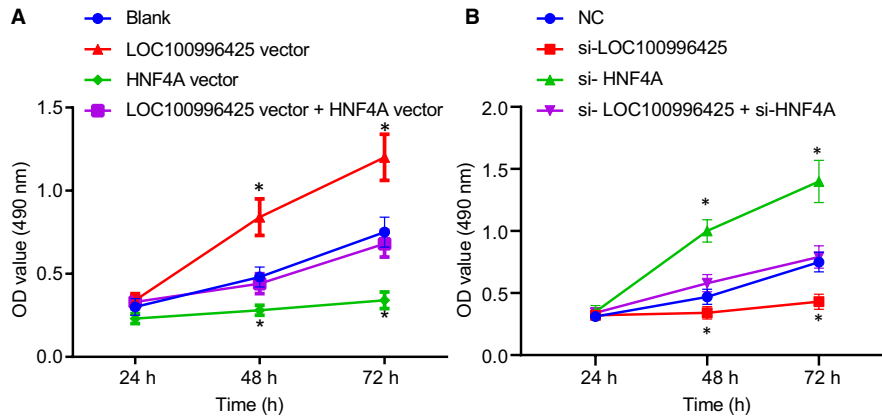 A
Blank
LOC100996425 vector
HNF4A vector
LOC100996425 vector + HNF4A vector
OD value (490 nm)
1.5
1.0
0.5
0.0
*
*
*
*
24 h
48 h
72 h
Time (h)
B
NC
si-LOC100996425
si- HNF4A
si- LOC100996425 + si-HNF4A
OD value (490 nm)
2.0
1.5
1.0
0.5
0.0
*
*
*
*
24 h
48 h
72 h
Time (h)